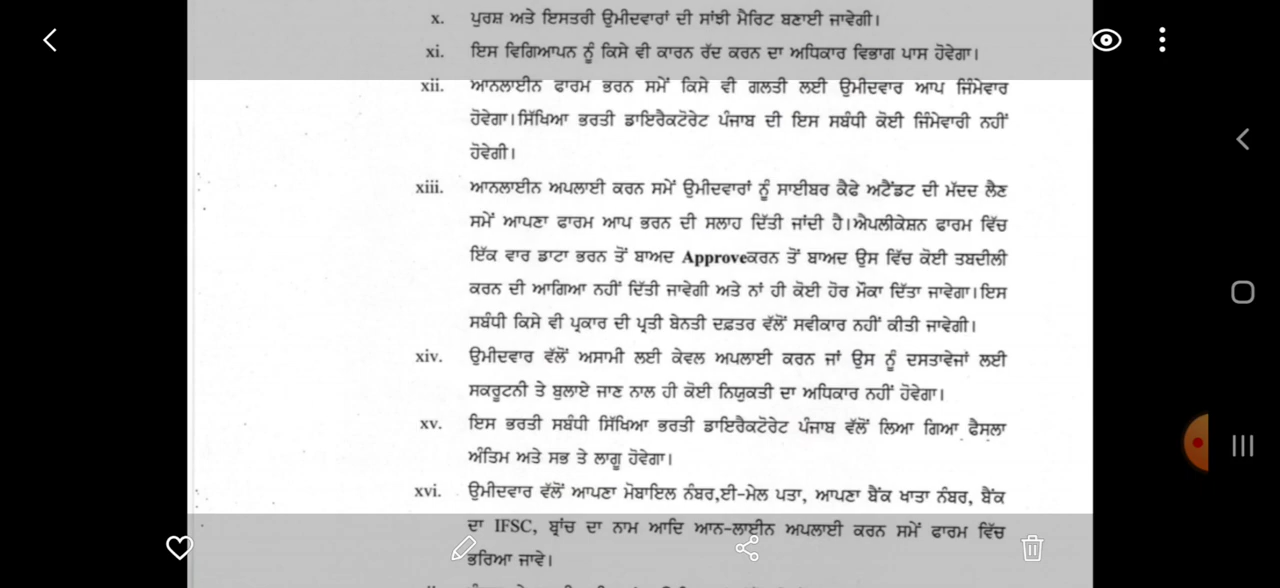 x. ਪੁਰਸ਼ ਅਤੇ ਇਸਤਰੀ ਉਮੀਦਵਾਰਾਂ ਦੀ ਸਾਂਝੀ ਮੈਰਿਟ ਬਣਾਈ ਜਾਵੇਗੀ।
xi. ਇਸ ਵਿਗਿਆਪਨ ਨੂੰ ਕਿਸੇ ਵੀ ਕਾਰਨ ਰੱਦ ਕਰਨ ਦਾ ਅਧਿਕਾਰ ਵਿਭਾਗ ਪਾਸ ਹੋਵੇਗਾ।
xii. ਆਨਲਾਈਨ ਫਾਰਮ ਭਰਨ ਸਮੇਂ ਕਿਸੇ ਵੀ ਗਲਤੀ ਲਈ ਉਮੀਦਵਾਰ ਆਪ ਜਿੰਮੇਵਾਰ
ਹੋਵੇਗਾ।ਸਿੱਖਿਆ ਭਰਤੀ ਡਾਇਰੈਕਟੋਰੇਟ ਪੰਜਾਬ ਦੀ ਇਸ ਸਬੰਧੀ ਕੋਈ ਜਿੰਮੇਵਾਰੀ ਨਹੀਂ
ਹੋਵੇਗੀ।
xiii. ਆਨਲਾਈਨ ਅਪਲਾਈ ਕਰਨ ਸਮੇਂ ਉਮੀਦਵਾਰਾਂ ਨੂੰ ਸਾਈਬਰ ਕੈਫੇ ਅਟੈਂਡਟ ਦੀ ਮੱਦਦ ਲੈਣ
ਸਮੇਂ ਆਪਣਾ ਫਾਰਮ ਆਪ ਭਰਨ ਦੀ ਸਲਾਹ ਦਿੱਤੀ ਜਾਂਦੀ ਹੈ।ਐਪਲੀਕੇਸ਼ਨ ਫਾਰਮ ਵਿੱਚ
ਇੱਕ ਵਾਰ ਡਾਟਾ ਭਰਨ ਤੋਂ ਬਾਅਦ Approveਕਰਨ ਤੋਂ ਬਾਅਦ ਉਸ ਵਿੱਚ ਕੋਈ ਤਬਦੀਲੀ
ਕਰਨ ਦੀ ਆਗਿਆ ਨਹੀਂ ਦਿੱਤੀ ਜਾਵੇਗੀ ਅਤੇ ਨਾਂ ਹੀ ਕੋਈ ਹੋਰ ਮੌਕਾ ਦਿੱਤਾ ਜਾਵੇਗਾ।ਇਸ
ਸਬੰਧੀ ਕਿਸੇ ਵੀ ਪ੍ਰਕਾਰ ਦੀ ਪ੍ਰਤੀ ਬੇਨਤੀ ਦਫ਼ਤਰ ਵੱਲੋਂ ਸਵੀਕਾਰ ਨਹੀਂ ਕੀਤੀ ਜਾਵੇਗੀ।
xiv. ਉਮੀਦਵਾਰ ਵੱਲੋਂ ਅਸਾਮੀ ਲਈ ਕੇਵਲ ਅਪਲਾਈ ਕਰਨ ਜਾਂ ਉਸ ਨੂੰ ਦਸਤਾਵੇਜਾਂ ਲਈ
ਸਕਰੂਟਨੀ ਤੇ ਬੁਲਾਏ ਜਾਣ ਨਾਲ ਹੀ ਕੋਈ ਨਿਯੁਕਤੀ ਦਾ ਅਧਿਕਾਰ ਨਹੀਂ ਹੋਵੇਗਾ।
xv. ਇਸ ਭਰਤੀ ਸਬੰਧੀ ਸਿੱਖਿਆ ਭਰਤੀ ਡਾਇਰੈਕਟੋਰੇਟ ਪੰਜਾਬ ਵੱਲੋਂ ਲਿਆ ਗਿਆ ਫੈਸਲਾ
ਅੰਤਿਮ ਅਤੇ ਸਭ ਤੇ ਲਾਗੂ ਹੋਵੇਗਾ।
xvi. ਉਮੀਦਵਾਰ ਵੱਲੋਂ ਆਪਣਾ ਮੋਬਾਇਲ ਨੰਬਰ,ਈ-ਮੇਲ ਪਤਾ, ਆਪਣਾ ਬੈਂਕ ਖਾਤਾ ਨੰਬਰ, ਬੈਂਕ
ਦਾ IFSC, ਬ੍ਰਾਂਚ ਦਾ ਨਾਮ ਆਦਿ ਆਨ-ਲਾਈਨ ਅਪਲਾਈ ਕਰਨ ਸਮੇਂ ਫਾਰਮ ਵਿੱਚ
ਭਰਿਆ ਜਾਵੇ।